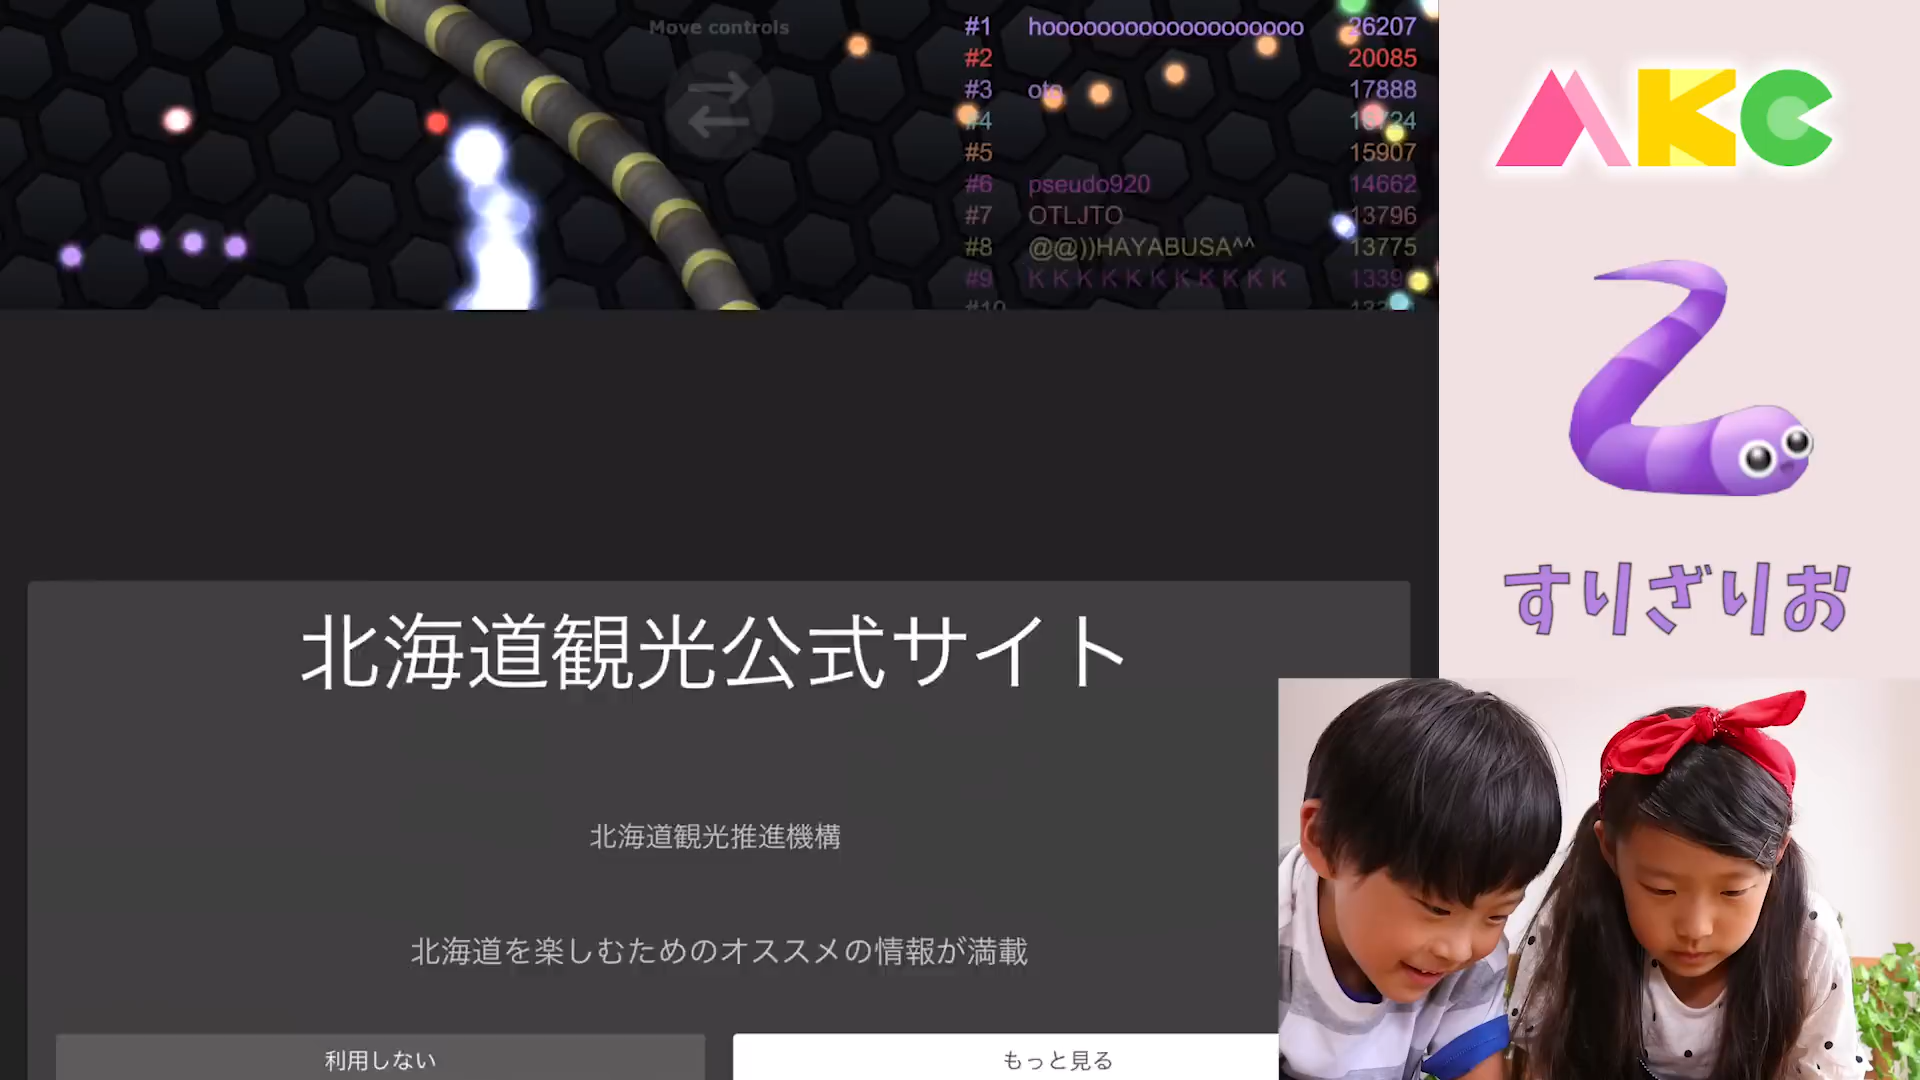 Move controls
#1 hoooooooooooooooooooo 26207
#2 20085
#3 oto 17888
#4
#5 15907
#6 pseudo920 14662
#7 OTLJTO 13796
#8 @@))HAYABUSA^^ 13775
#9 K K K K K K K K K K K
#10
AKC
すりざりお
北海道観光公式サイト
北海道観光推進機構
北海道を楽しむためのオススメの情報が満載
利用しない
もっと見る